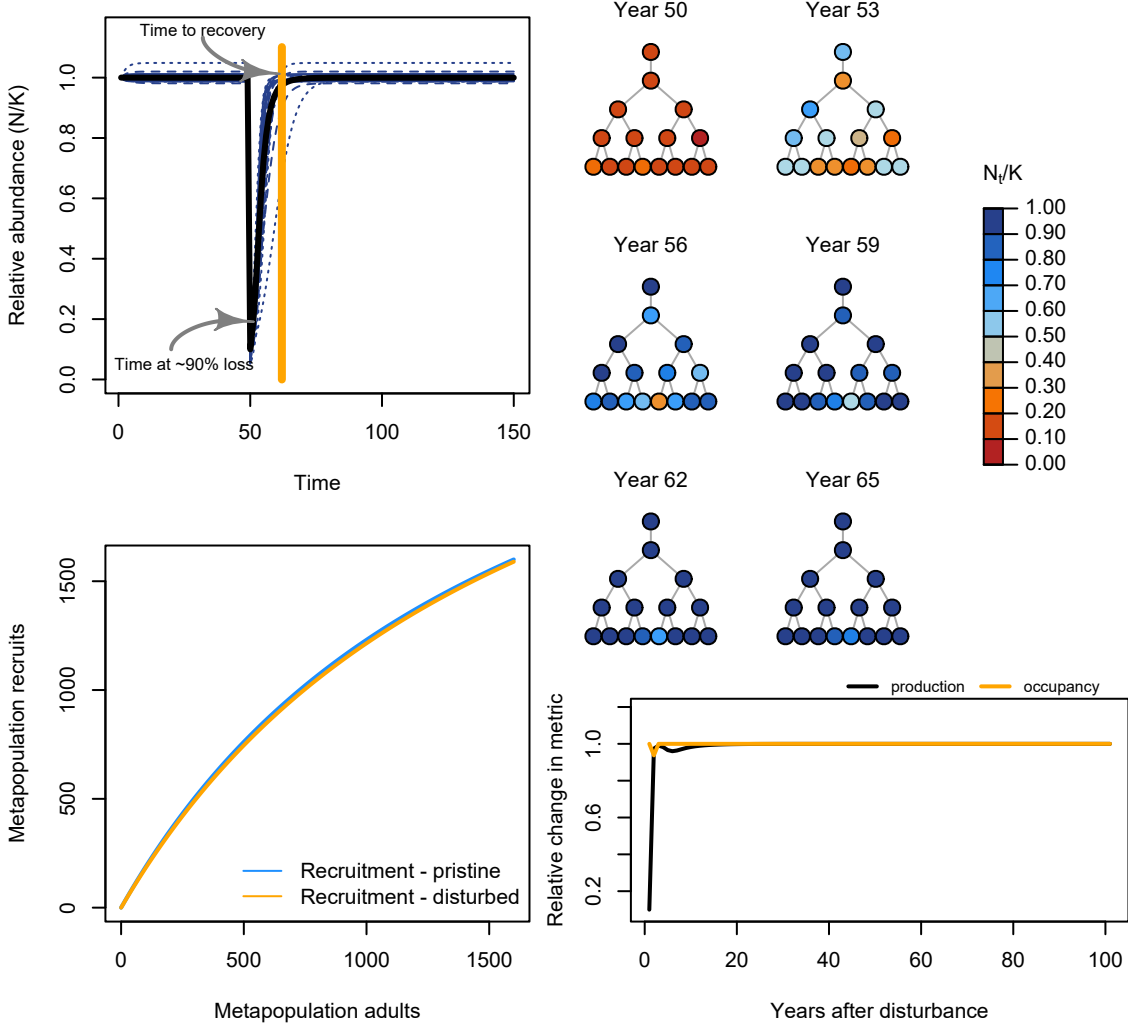 Relative abundance (N/K)
0.0 0.2 0.4 0.6 0.8 1.0
Time to recovery
Time at ~90% loss
0 50 100 150
Time
Year 50
Year 53
Year 56
Year 59
Year 62
Year 65
Nt/K
1.00
0.90
0.80
0.70
0.60
0.50
0.40
0.30
0.20
0.10
0.00
Metapopulation recruits
0 500 1000 1500
Recruitment - pristine
Recruitment - disturbed
0 500 1000 1500
Metapopulation adults
production occupancy
Relative change in metric
0.2 0.6 1.0
0 20 40 60 80 100
Years after disturbance